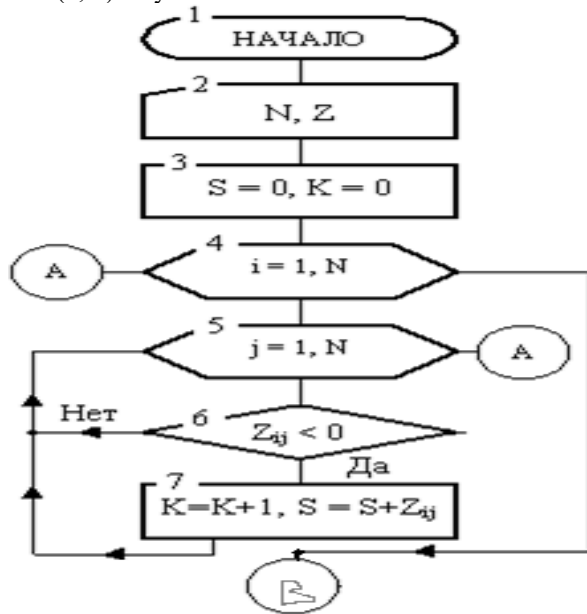 1
НАЧАЛО
2
N, Z
3
S = 0, K = 0
4
A
i = 1, N
5
j = 1, N
A
Нет
6
Zij < 0
Да
7
K=K+1, S = S+Zij